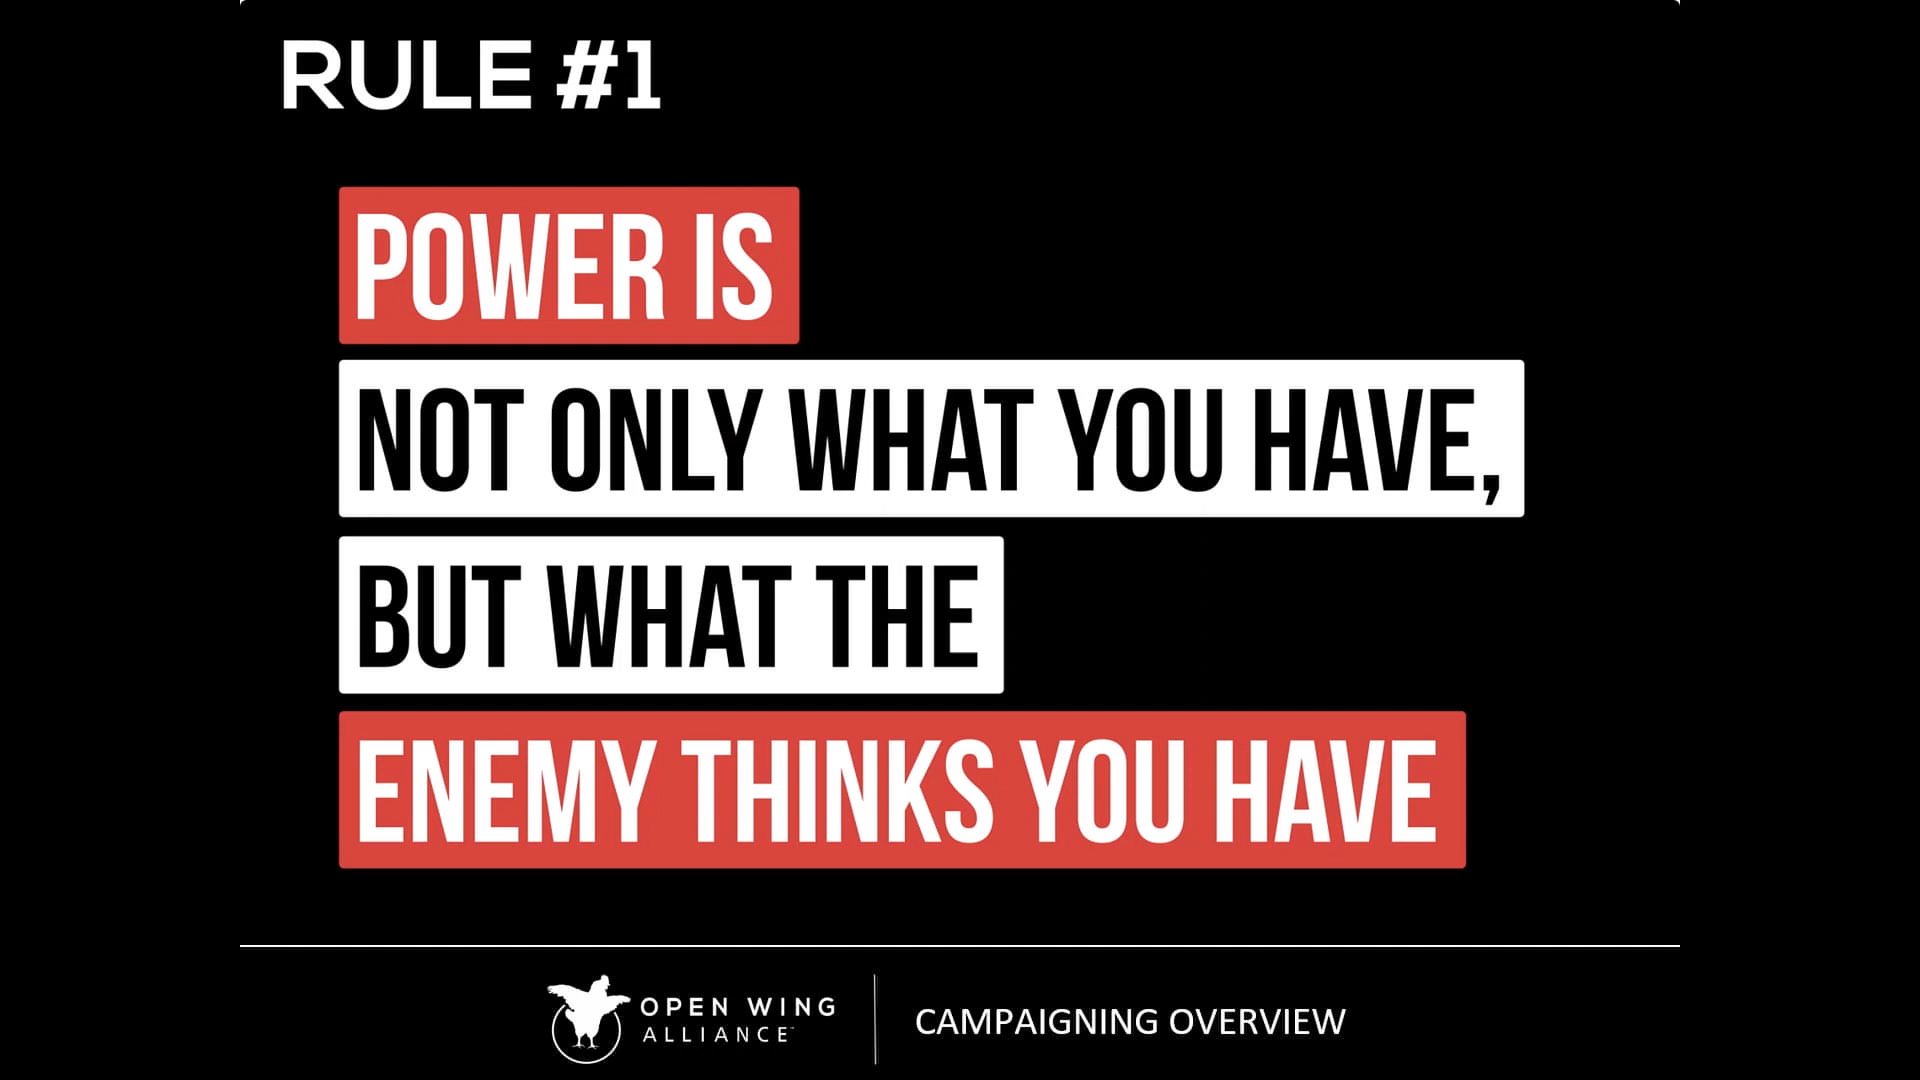 RULE #1
POWER IS
NOT ONLY WHAT YOU HAVE,
BUT WHAT THE
ENEMY THINKS YOU HAVE
OPEN WING
ALLIANCE
CAMPAIGNING OVERVIEW